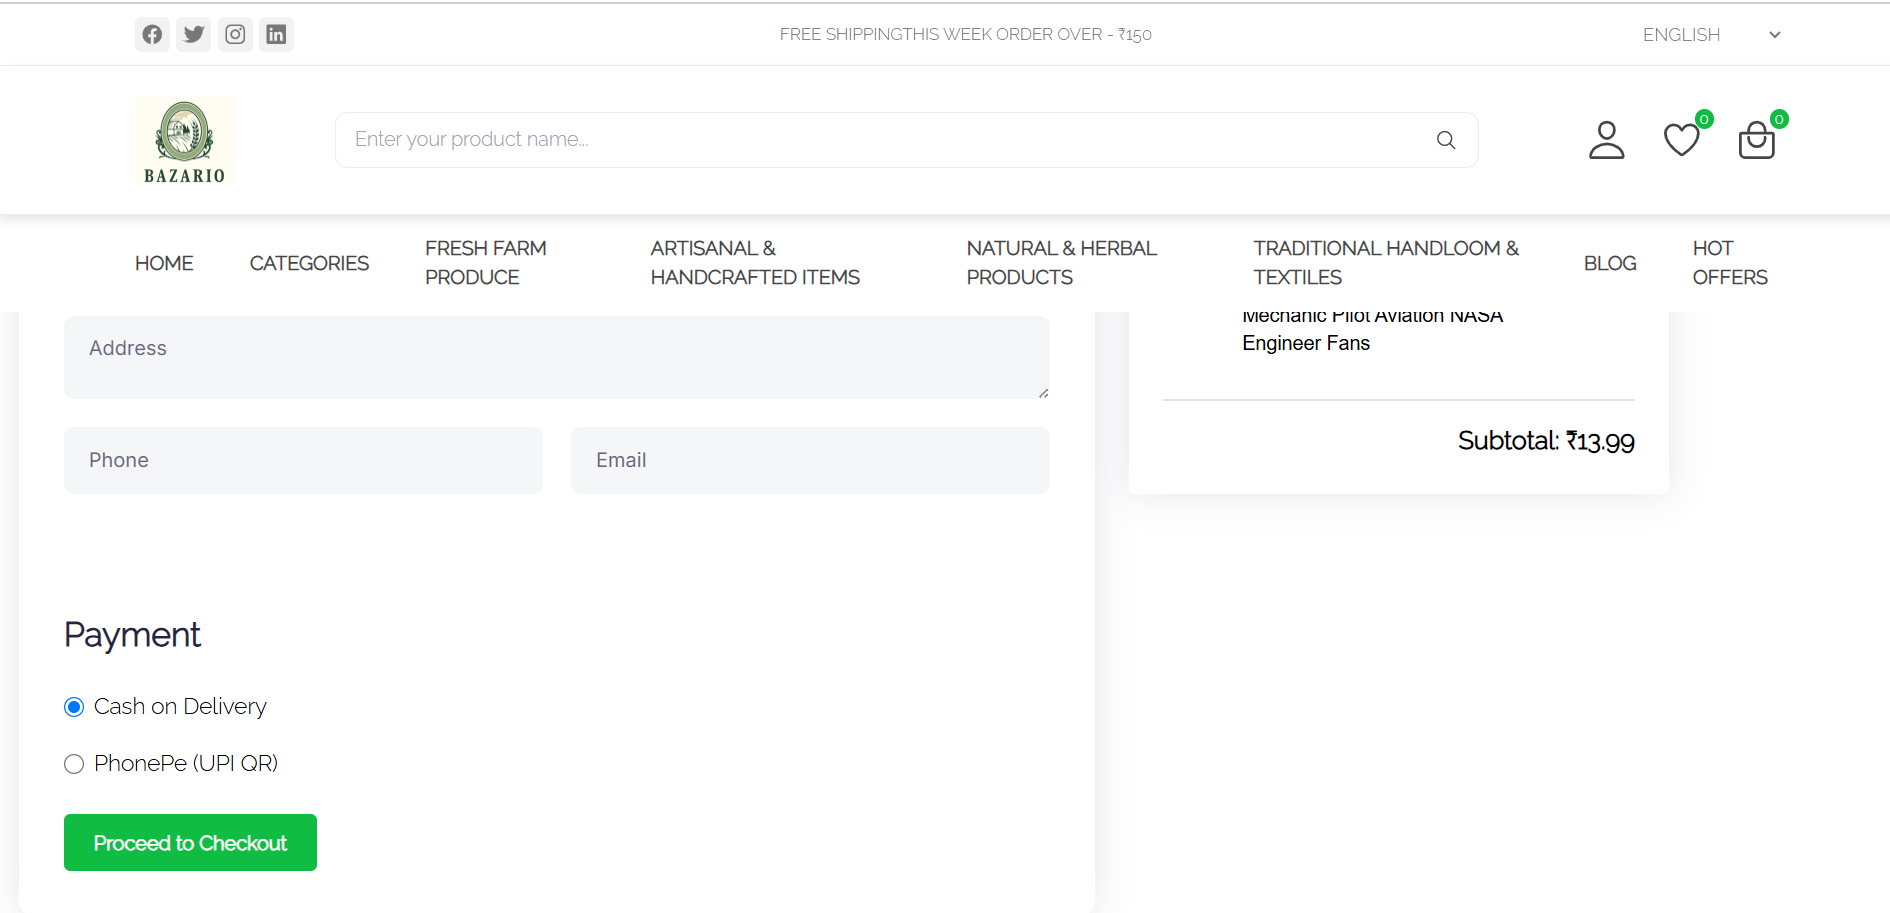 FREE SHIPPINGTHIS WEEK ORDER OVER - ₹150
ENGLISH
BAZARIO
Enter your product name...
0
0
HOME
CATEGORIES
FRESH FARM
PRODUCE
ARTISANAL &
HANDCRAFTED ITEMS
NATURAL & HERBAL
PRODUCTS
TRADITIONAL HANDLOOM &
TEXTILES
BLOG
HOT
OFFERS
Mechanic Pilot Aviation NASA
Engineer Fans
Subtotal: ₹13.99
Address
Phone
Email
Payment
Cash on Delivery
PhonePe (UPI QR)
Proceed to Checkout